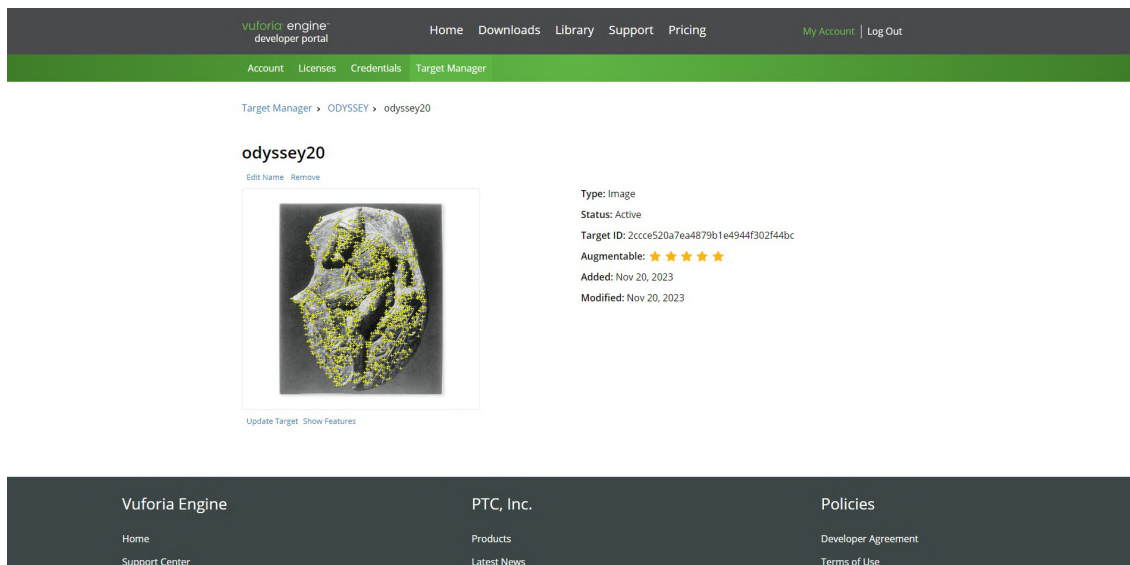 vuforia engine
developer portal
Home Downloads Library Support Pricing
My Account | Log Out
Account Licenses Credentials Target Manager
Target Manager > ODYSSEY > odyssey20
odyssey20
Edit Name Remove
Type: Image
Status: Active
Target ID: 2ccce520a7ea4879b1e4944f302f44bc
Augmentable:
Added: Nov 20, 2023
Modified: Nov 20, 2023
Update Target Show Features
Vuforia Engine PTC, Inc. Policies
Home Products Developer Agreement
Support Center Latest News Terms of Use